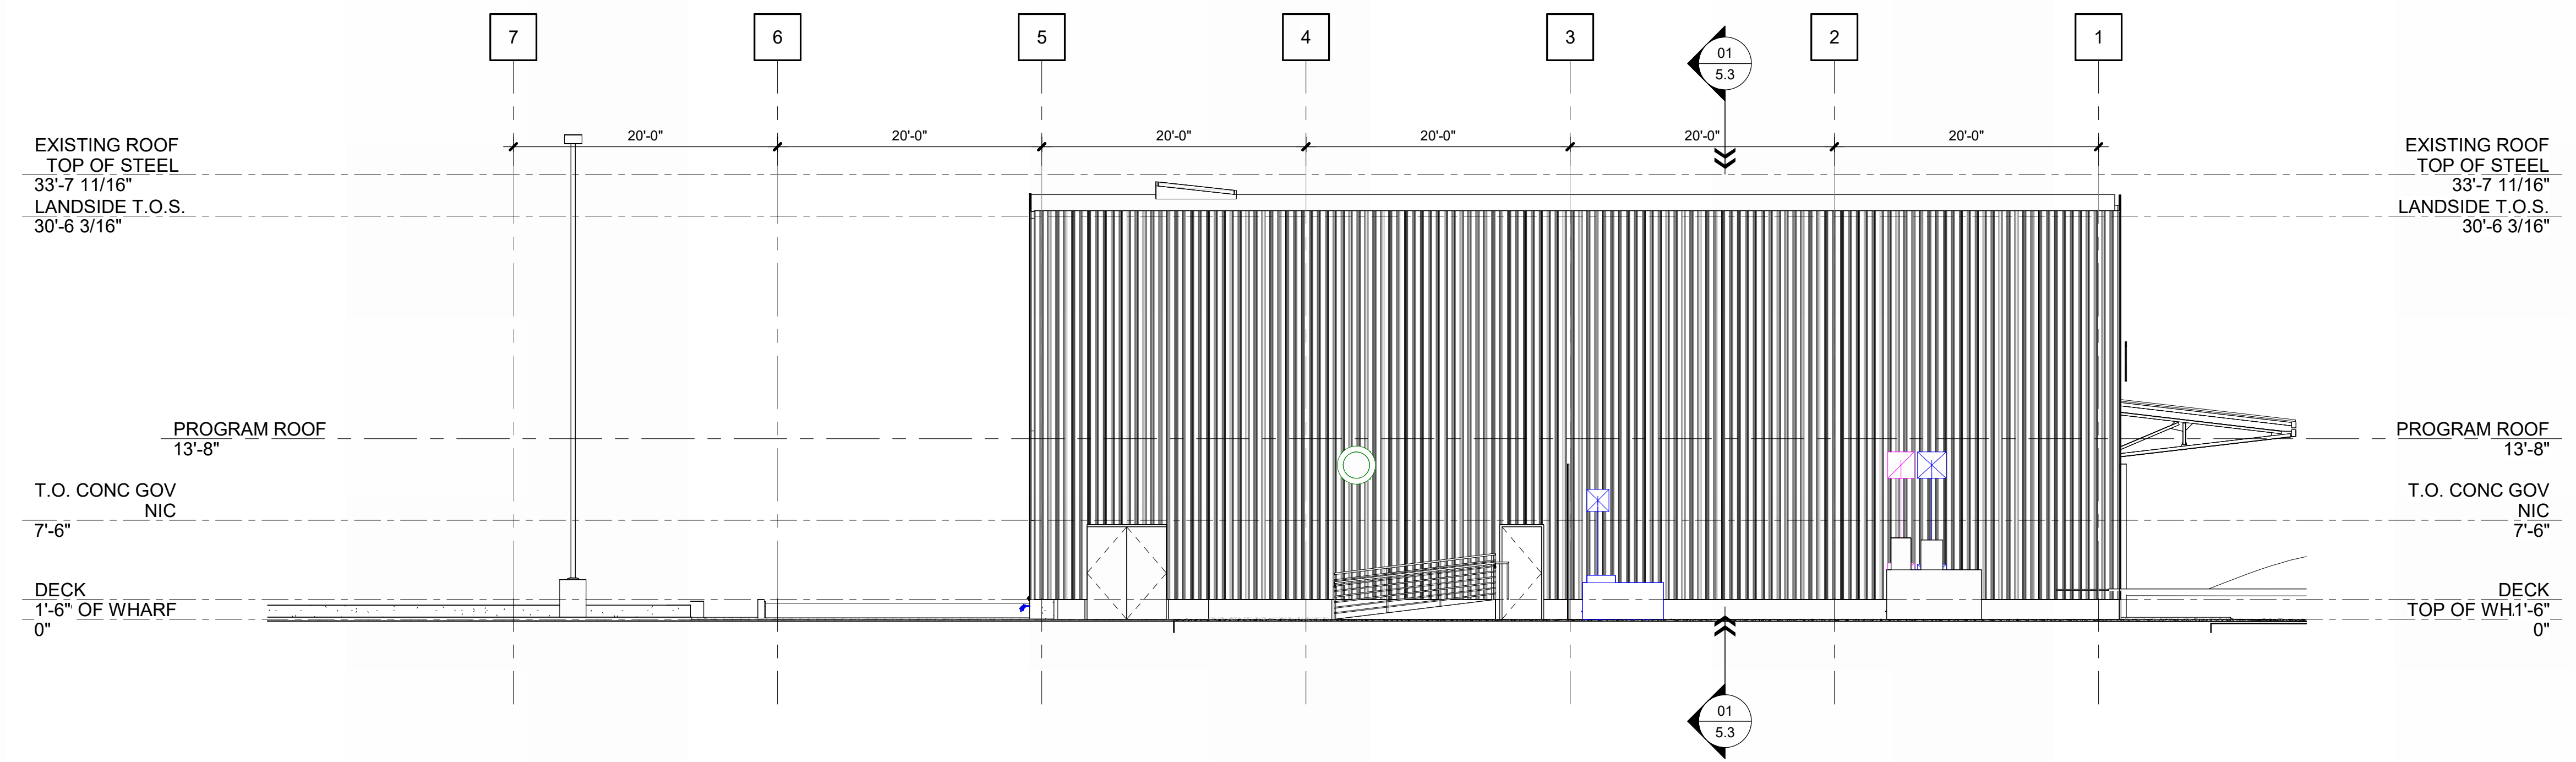 7 6 5 4 3 2 1
01
5.3
20'-0" 20'-0" 20'-0" 20'-0" 20'-0" 20'-0"
EXISTING ROOF
TOP OF STEEL
33'-7 11/16"
LANDSIDE T.O.S.
30'-6 3/16"
PROGRAM ROOF
13'-8"
T.O. CONC GOV
NIC
7'-6"
DECK
1'-6" OF WHARF
0"
EXISTING ROOF
TOP OF STEEL
33'-7 11/16"
LANDSIDE T.O.S.
30'-6 3/16"
PROGRAM ROOF
13'-8"
T.O. CONC GOV
NIC
7'-6"
DECK
TOP OF WH1'-6"
0"
01
5.3